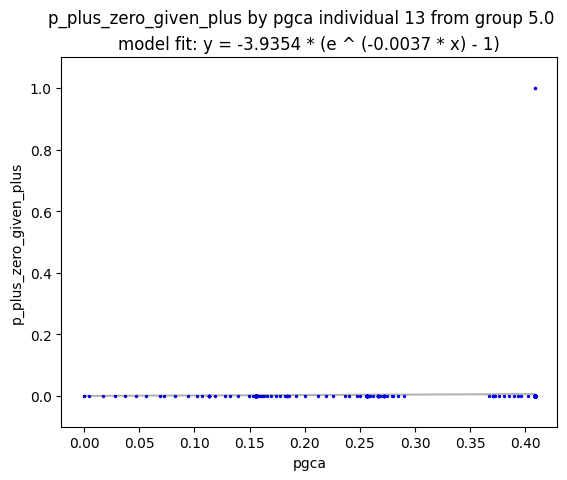 p_plus_zero_given_plus by pgca individual 13 from group 5.0
model fit: y = -3.9354 * (e ^ (-0.0037 * x) - 1)
1.0
0.8
0.6
0.4
0.2
0.0
p_plus_zero_given_plus
0.00 0.05 0.10 0.15 0.20 0.25 0.30 0.35 0.40
pgca